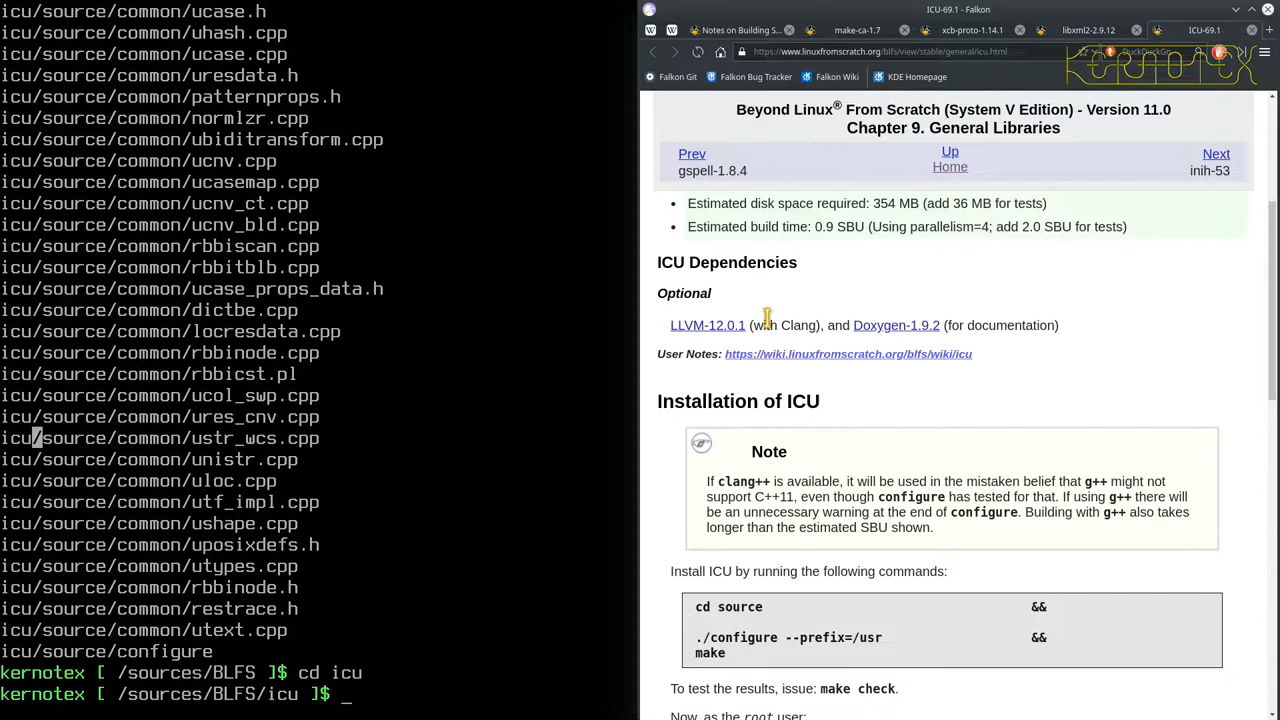 icu/source/common/ucase.h
icu/source/common/uhash.cpp
icu/source/common/ucase.cpp
icu/source/common/uresdata.h
icu/source/common/patternprops.h
icu/source/common/normlzr.cpp
icu/source/common/ubiditransform.cpp
icu/source/common/ucnv.cpp
icu/source/common/ucasemap.cpp
icu/source/common/ucnv_ct.cpp
icu/source/common/ucnv_bld.cpp
icu/source/common/rbbiscan.cpp
icu/source/common/rbbitblb.cpp
icu/source/common/ucase_props_data.h
icu/source/common/dictbe.cpp
icu/source/common/locresdata.cpp
icu/source/common/rbbinode.cpp
icu/source/common/rbbicst.pl
icu/source/common/ucol_swp.cpp
icu/source/common/ures_cnv.cpp
icu/source/common/ustr_wcs.cpp
icu/source/common/unistr.cpp
icu/source/common/uloc.cpp
icu/source/common/utf_impl.cpp
icu/source/common/ushape.cpp
icu/source/common/uposixdefs.h
icu/source/common/utypes.cpp
icu/source/common/rbbinode.h
icu/source/common/restrace.h
icu/source/common/utext.cpp
icu/source/configure
kernotex [ /sources/BLFS ]$ cd icu
kernotex [ /sources/BLFS/icu ]$ _
ICU-69.1 - Falkon
Notes on Building S... make-ca-1.7 xcb-proto-1.14.1 libxml2-2.9.12 ICU-69.1
https://www.linuxfromscratch.org/blfs/view/stable/general/icu.html DuckDuckGo
kernotex
Falkon Git Falkon Bug Tracker Falkon Wiki KDE Homepage
Beyond Linux® From Scratch (System V Edition) - Version 11.0
Chapter 9. General Libraries
Prev Up Next
gspell-1.8.4 Home inih-53
Estimated disk space required: 354 MB (add 36 MB for tests)
Estimated build time: 0.9 SBU (Using parallelism=4; add 2.0 SBU for tests)
ICU Dependencies
Optional
LLVM-12.0.1 (with Clang), and Doxygen-1.9.2 (for documentation)
User Notes: https://wiki.linuxfromscratch.org/blfs/wiki/icu
Installation of ICU
Note
If clang++ is available, it will be used in the mistaken belief that g++ might not
support C++11, even though configure has tested for that. If using g++ there will
be an unnecessary warning at the end of configure. Building with g++ also takes
longer than the estimated SBU shown.
Install ICU by running the following commands:
cd source &&
./configure --prefix=/usr &&
make
To test the results, issue: make check.
Now, as the root user: